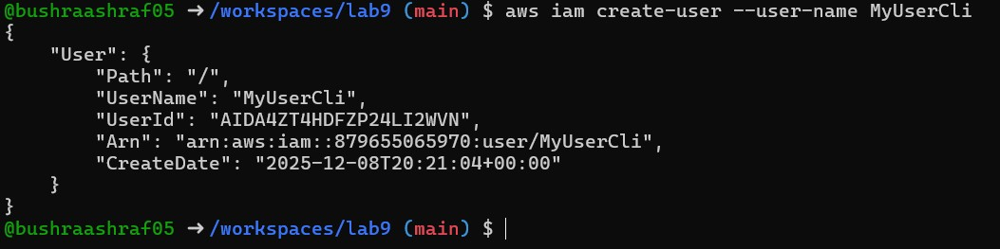 @bushraashraf05 ➜ /workspaces/lab9 (main) $ aws iam create-user --user-name MyUserCli
{
    "User": {
        "Path": "/",
        "UserName": "MyUserCli",
        "UserId": "AIDA4ZT4HDFZP24LI2WVN",
        "Arn": "arn:aws:iam::879655065970:user/MyUserCli",
        "CreateDate": "2025-12-08T20:21:04+00:00"
    }
}
@bushraashraf05 ➜ /workspaces/lab9 (main) $